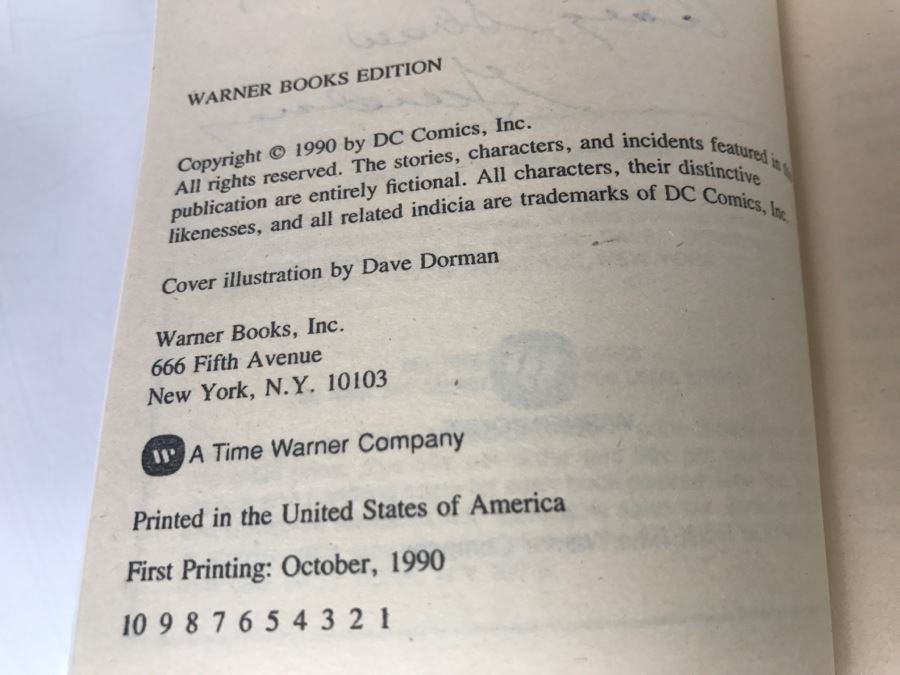 WARNER BOOKS EDITION
Copyright © 1990 by DC Comics, Inc.
All rights reserved. The stories, characters, and incidents featured in
publication are entirely fictional. All characters, their distinctive
likenesses, and all related indicia are trademarks of DC Comics, Inc.
Cover illustration by Dave Dorman
Warner Books, Inc.
666 Fifth Avenue
New York, N.Y. 10103
A Time Warner Company
Printed in the United States of America
First Printing: October, 1990
10 9 8 7 6 5 4 3 2 1